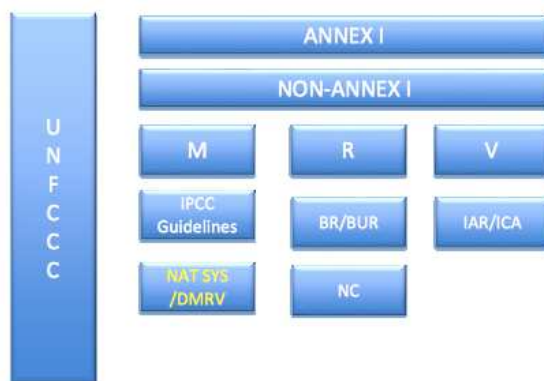 UNFCCC
ANNEX I
NON-ANNEX I
M
R
V
IPCC
Guidelines
BR/BUR
IAR/ICA
NAT SYS
/DMRV
NC